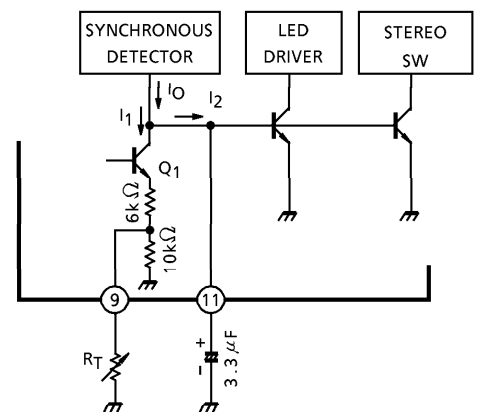 SYNCHRONOUS
DETECTOR
LED
DRIVER
STEREO
SW
IO
I1
I2
Q1
6kΩ
10kΩ
9
11
RT
+
-
3.3μF